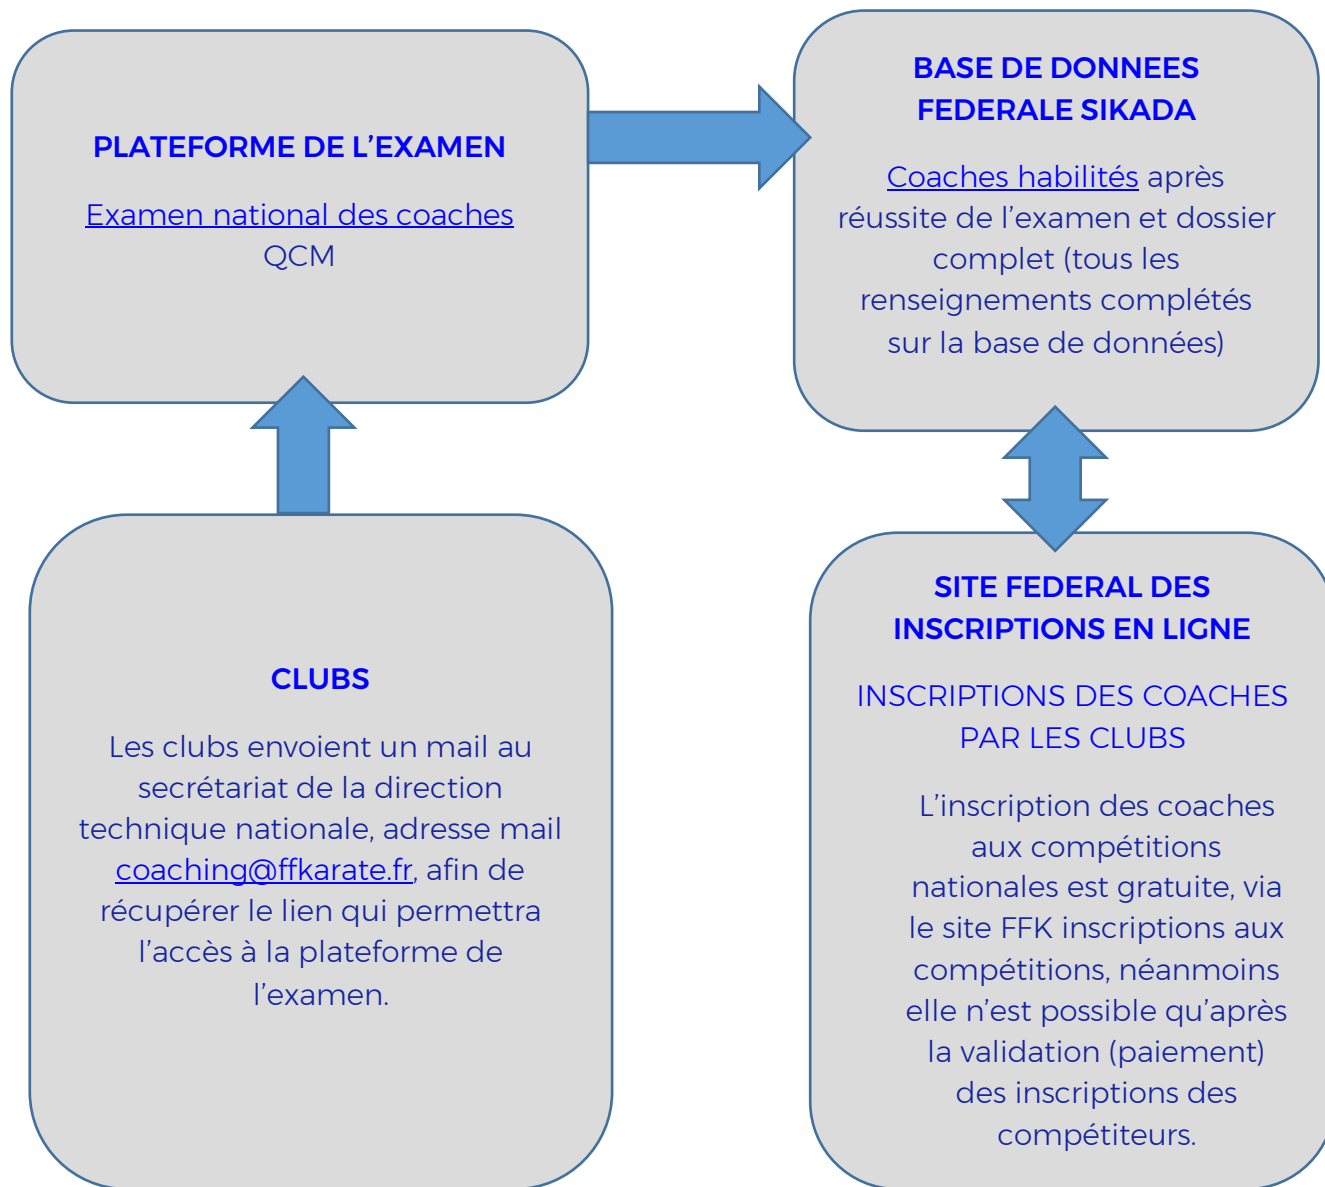 PLATEFORME DE L’EXAMEN
Examen national des coaches
QCM
BASE DE DONNEES
FEDERALE SIKADA
Coaches habilités après
réussite de l’examen et dossier
complet (tous les
renseignements complétés
sur la base de données)
CLUBS
Les clubs envoient un mail au
secrétariat de la direction
technique nationale, adresse mail
coaching@ffkarate.fr, afin de
récupérer le lien qui permettra
l’accès à la plateforme de
l’examen.
SITE FEDERAL DES
INSCRIPTIONS EN LIGNE
INSCRIPTIONS DES COACHES
PAR LES CLUBS
L’inscription des coaches
aux compétitions
nationales est gratuite, via
le site FFK inscriptions aux
compétitions, néanmoins
elle n’est possible qu’après
la validation (paiement)
des inscriptions des
compétiteurs.